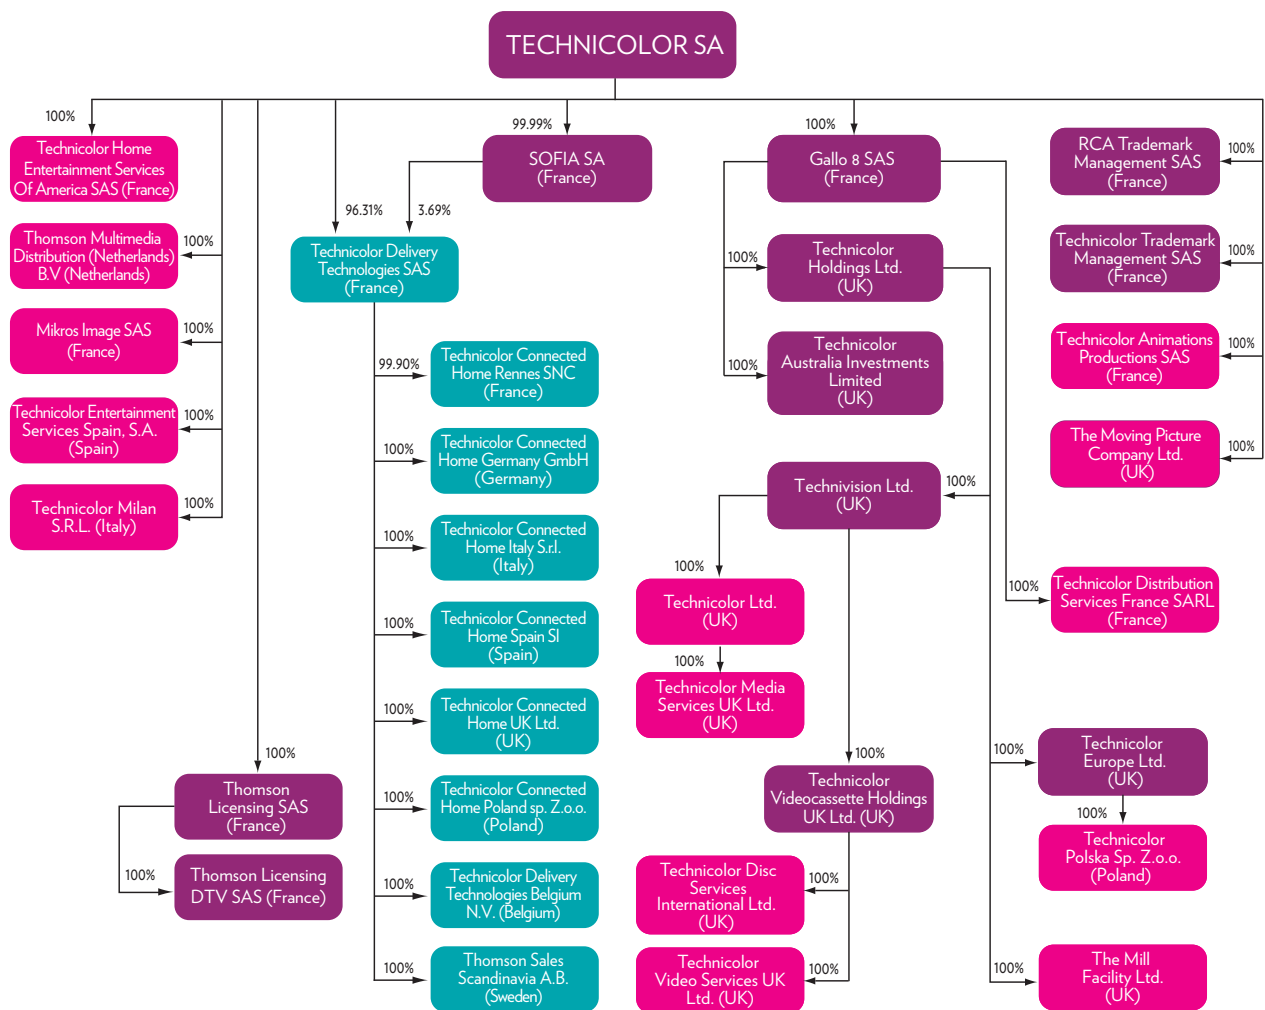 TECHNICOLOR SA
100%
Technicolor Home
Entertainment Services
Of America SAS (France)
100%
Thomson Multimedia
Distribution (Netherlands)
B.V (Netherlands)
100%
Mikros Image SAS
(France)
100%
Technicolor Entertainment
Services Spain, S.A.
(Spain)
100%
Technicolor Milan
S.R.L. (Italy)
100%
Thomson
Licensing SAS
(France)
100%
Thomson Licensing
DTV SAS (France)
99.99%
SOFIA SA
(France)
96.31%
3.69%
Technicolor Delivery
Technologies SAS
(France)
99.90%
Technicolor Connected
Home Rennes SNC
(France)
100%
Technicolor Connected
Home Germany GmbH
(Germany)
100%
Technicolor Connected
Home Italy S.r.l.
(Italy)
100%
Technicolor Connected
Home Spain Sl
(Spain)
100%
Technicolor Connected
Home UK Ltd.
(UK)
100%
Technicolor Connected
Home Poland sp. Z.o.o.
(Poland)
100%
Technicolor Delivery
Technologies Belgium
N.V. (Belgium)
100%
Thomson Sales
Scandinavia A.B.
(Sweden)
100%
Gallo 8 SAS
(France)
100%
Technicolor
Holdings Ltd.
(UK)
100%
Technicolor
Australia Investments
Limited
(UK)
100%
Technivision Ltd.
(UK)
100%
Technicolor Ltd.
(UK)
100%
Technicolor Media
Services UK Ltd.
(UK)
100%
Technicolor
Videocassette Holdings
UK Ltd. (UK)
100%
Technicolor Disc
Services
International Ltd.
(UK)
100%
Technicolor
Video Services UK
Ltd. (UK)
100%
RCA Trademark
Management SAS
(France)
100%
Technicolor Trademark
Management SAS
(France)
100%
Technicolor Animations
Productions SAS
(France)
100%
The Moving Picture
Company Ltd.
(UK)
100%
Technicolor Distribution
Services France SARL
(France)
100%
Technicolor
Europe Ltd.
(UK)
100%
Technicolor
Polska Sp. Z.o.o.
(Poland)
100%
The Mill
Facility Ltd.
(UK)